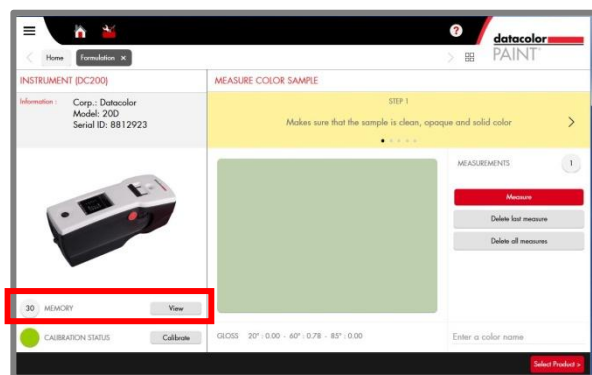 ?
datacolor
PAINT
Home Formulation ×
INSTRUMENT (DC200)
MEASURE COLOR SAMPLE
Information : Corp.: Datacolor
Model: 20D
Serial ID: 8812923
STEP 1
Makes sure that the sample is clean, opaque and solid color
MEASUREMENTS 1
Measure
Delete last measure
Delete all measures
30 MEMORY View
CALIBRATION STATUS Calibrate
GLOSS 20° : 0.00 - 60° : 0.78 - 85° : 0.00
Enter a color name
Select Product >